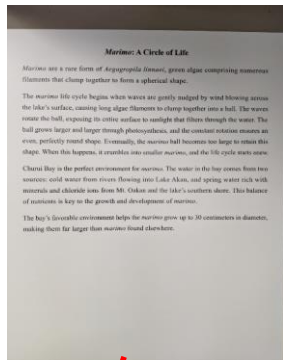 Marimo: A Circle of Life
Marimo are a rare form of Aegagropila linnaei, green algae comprising numerous
filaments that clump together to form a spherical shape.
The marimo life cycle begins when waves are gently nudged by wind blowing across
the lake's surface, causing long algae filaments to clump together into a ball. The waves
rotate the ball, exposing its entire surface to sunlight that filters through the water. The
ball grows larger and larger through photosynthesis, and the constant rotation ensures an
even, perfectly round shape. Eventually, the marimo ball becomes too large to retain this
shape. When this happens, it crumbles into smaller marimo, and the life cycle starts anew.
Churui Bay is the perfect environment for marimo. The water in the bay comes from two
sources: cold water from rivers flowing into Lake Akan, and spring water rich with
minerals and chloride ions from Mt. Oakan and the lake's southern shore. This balance
of nutrients is key to the growth and development of marimo.
The bay's favorable environment helps the marimo grow up to 30 centimeters in diameter,
making them far larger than marimo found elsewhere.